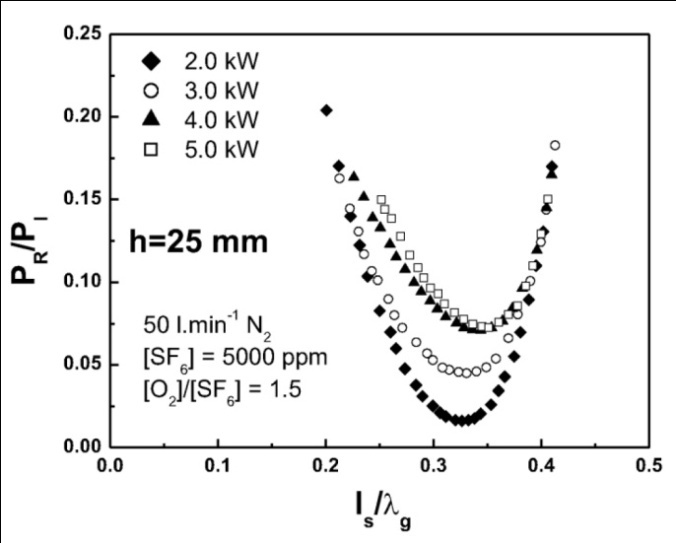 0.25
0.20
0.15
0.10
0.05
0.00
P_R/P_I
2.0 kW
3.0 kW
4.0 kW
5.0 kW
h=25 mm
50 l.min⁻¹ N₂
[SF₆] = 5000 ppm
[O₂]/[SF₆] = 1.5
0.0 0.1 0.2 0.3 0.4 0.5
lₛ/λ_g